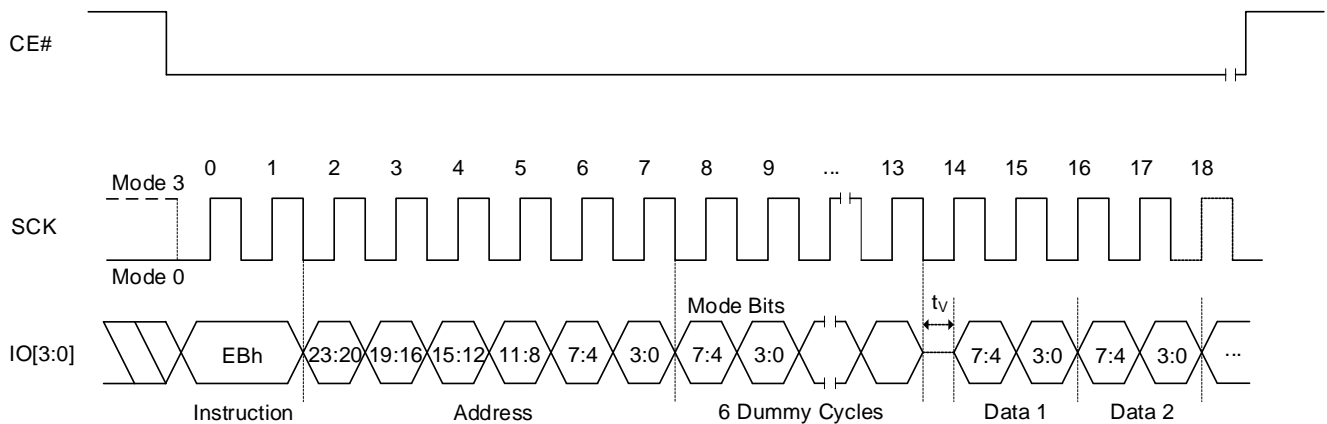 CE#
0 1 2 3 4 5 6 7 8 9 ... 13 14 15 16 17 18
Mode 3
SCK
Mode 0
Mode Bits tV
IO[3:0] EBh 23:20 19:16 15:12 11:8 7:4 3:0 7:4 3:0 7:4 3:0 7:4 3:0 ...
Instruction Address 6 Dummy Cycles Data 1 Data 2